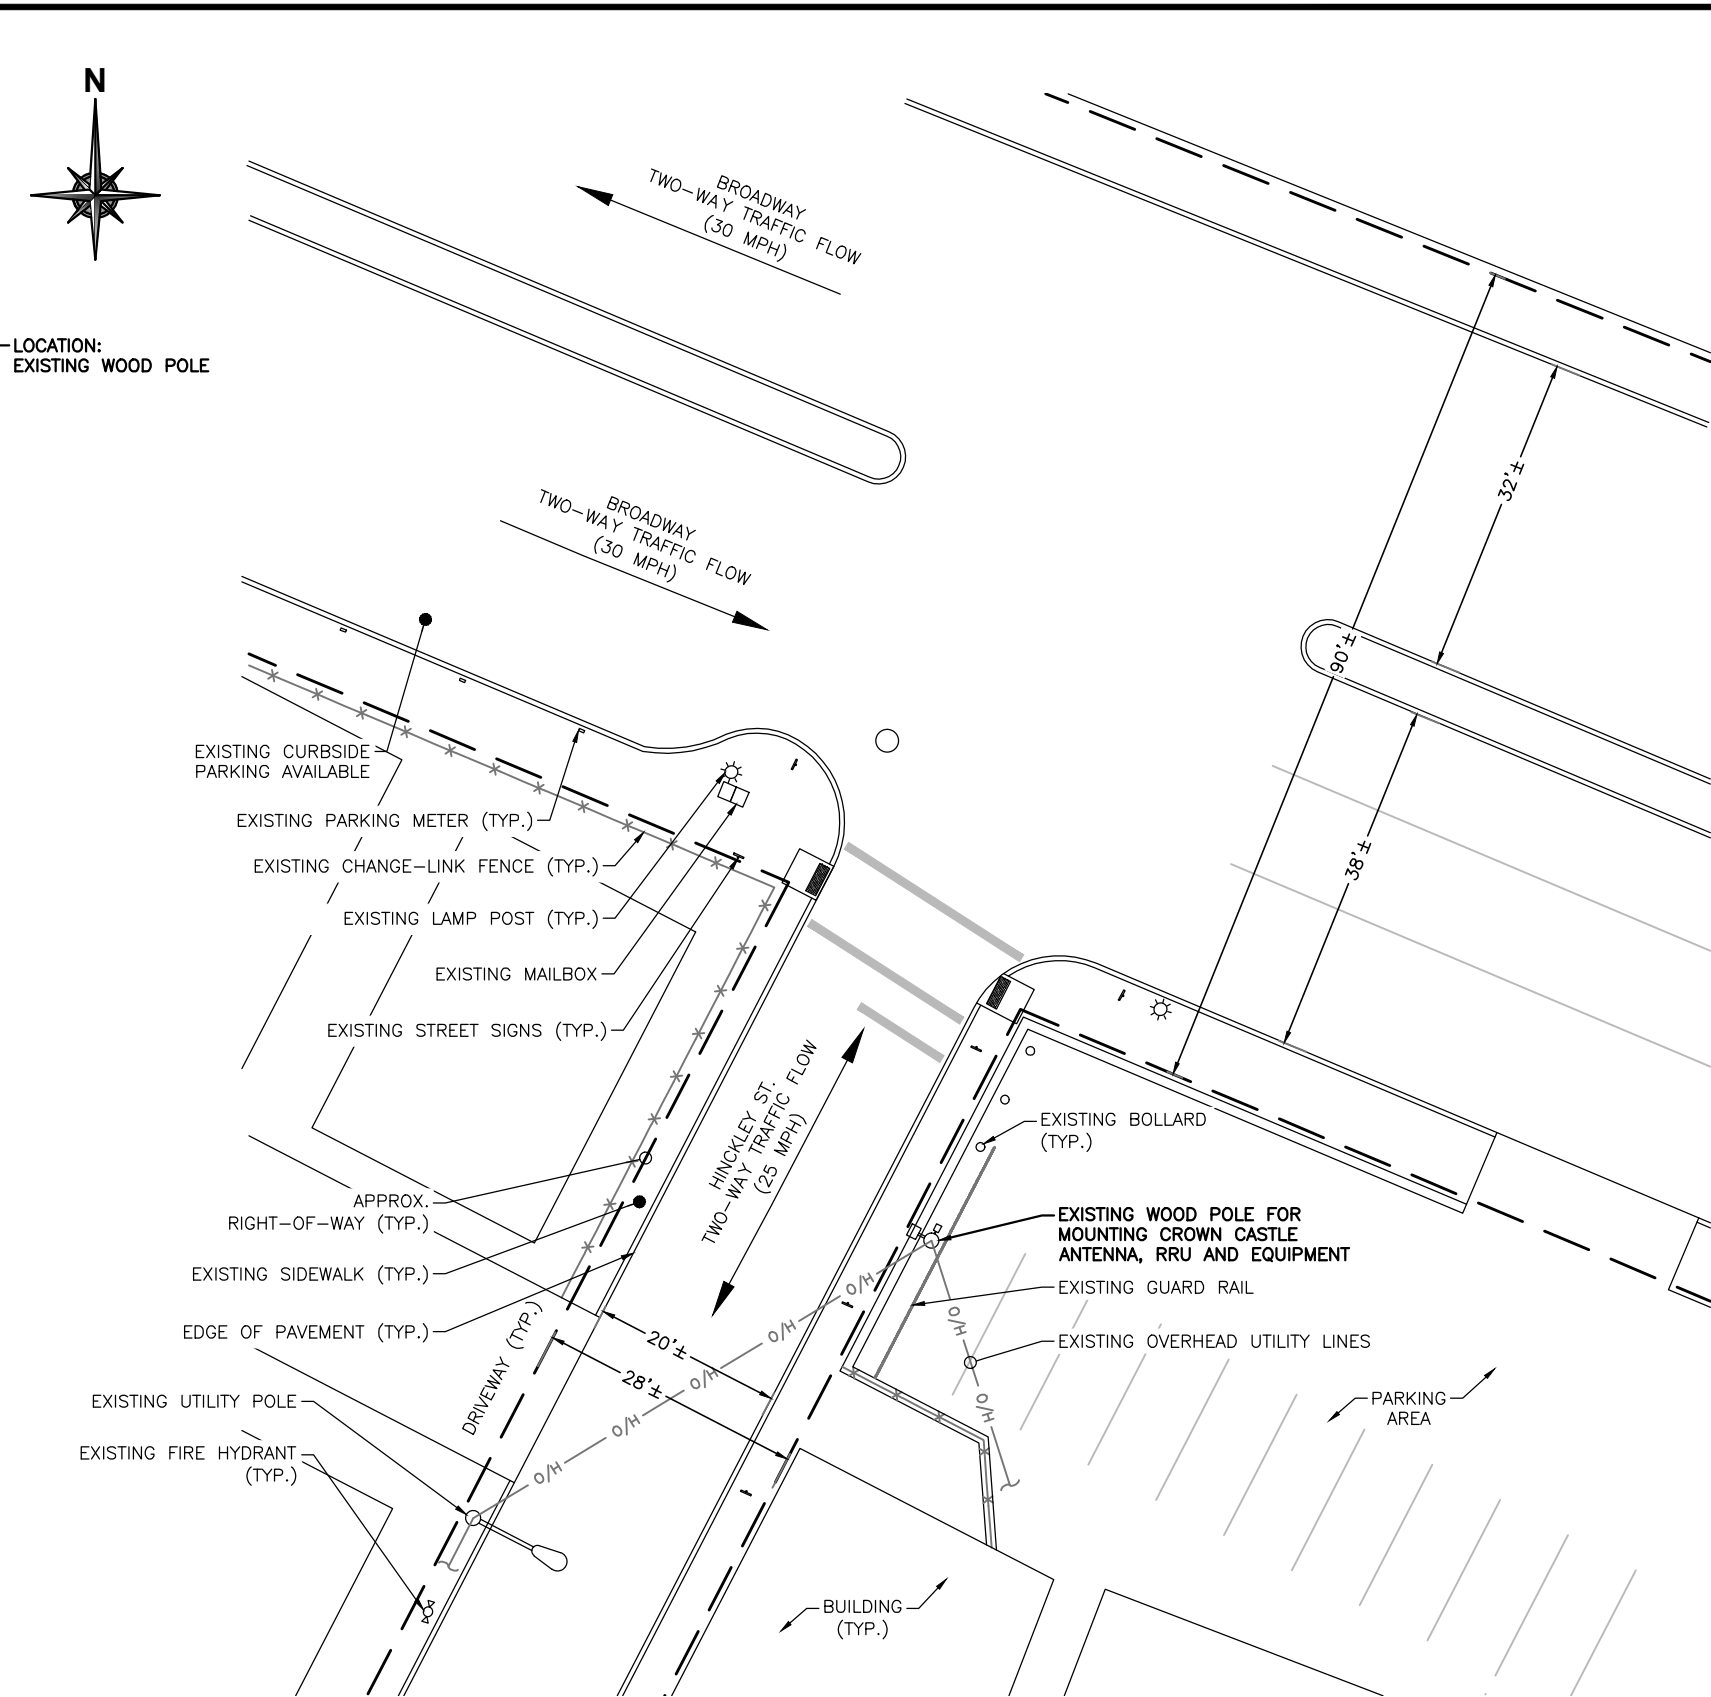 N
LOCATION:
EXISTING WOOD POLE
BROADWAY
TWO-WAY TRAFFIC FLOW
(30 MPH)
32'±
BROADWAY
TWO-WAY TRAFFIC FLOW
(30 MPH)
90'±
38'±
EXISTING CURBSIDE
PARKING AVAILABLE
EXISTING PARKING METER (TYP.)
EXISTING CHANGE-LINK FENCE (TYP.)
EXISTING LAMP POST (TYP.)
EXISTING MAILBOX
EXISTING STREET SIGNS (TYP.)
HINCKLEY ST.
TWO-WAY TRAFFIC FLOW
(25 MPH)
EXISTING BOLLARD
(TYP.)
APPROX.
RIGHT-OF-WAY (TYP.)
EXISTING SIDEWALK (TYP.)
EDGE OF PAVEMENT (TYP.)
EXISTING WOOD POLE FOR
MOUNTING CROWN CASTLE
ANTENNA, RRU AND EQUIPMENT
EXISTING GUARD RAIL
EXISTING OVERHEAD UTILITY LINES
O/H
O/H
O/H
O/H
O/H
O/H
O/H
20'±
28'±
DRIVEWAY (TYP.)
PARKING
AREA
EXISTING UTILITY POLE
EXISTING FIRE HYDRANT
(TYP.)
BUILDING
(TYP.)